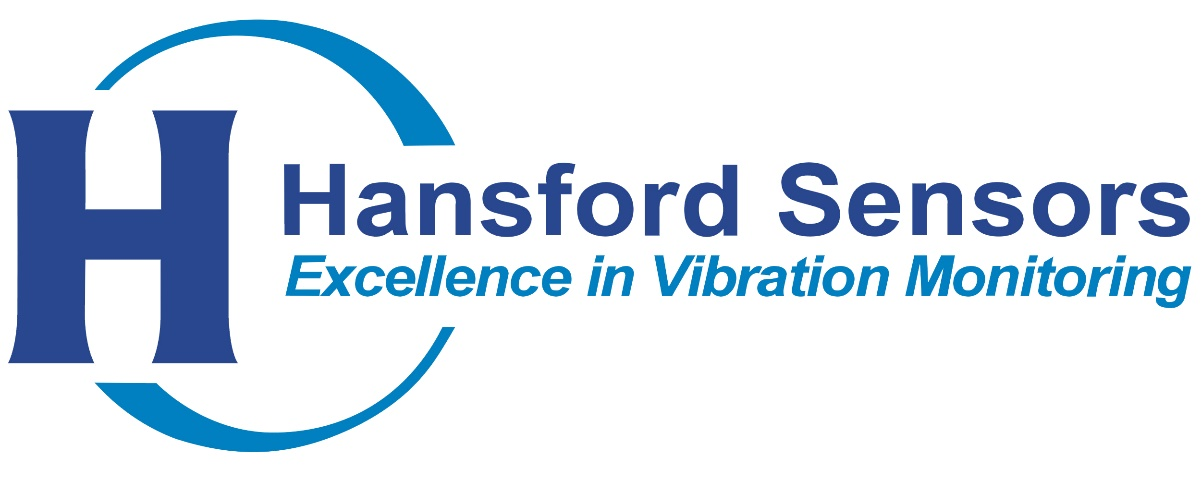 H
Hansford Sensors
Excellence in Vibration Monitoring